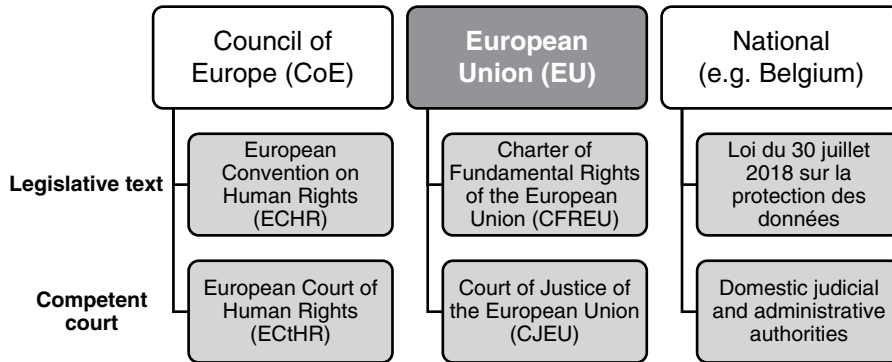 Council of
Europe (CoE)
European
Union (EU)
National
(e.g. Belgium)
Legislative text
European
Convention on
Human Rights
(ECHR)
Charter of
Fundamental Rights
of the European
Union (CFREU)
Loi du 30 juillet
2018 sur la
protection des
données
Competent
court
European Court of
Human Rights
(ECtHR)
Court of Justice of
the European Union
(CJEU)
Domestic judicial
and administrative
authorities